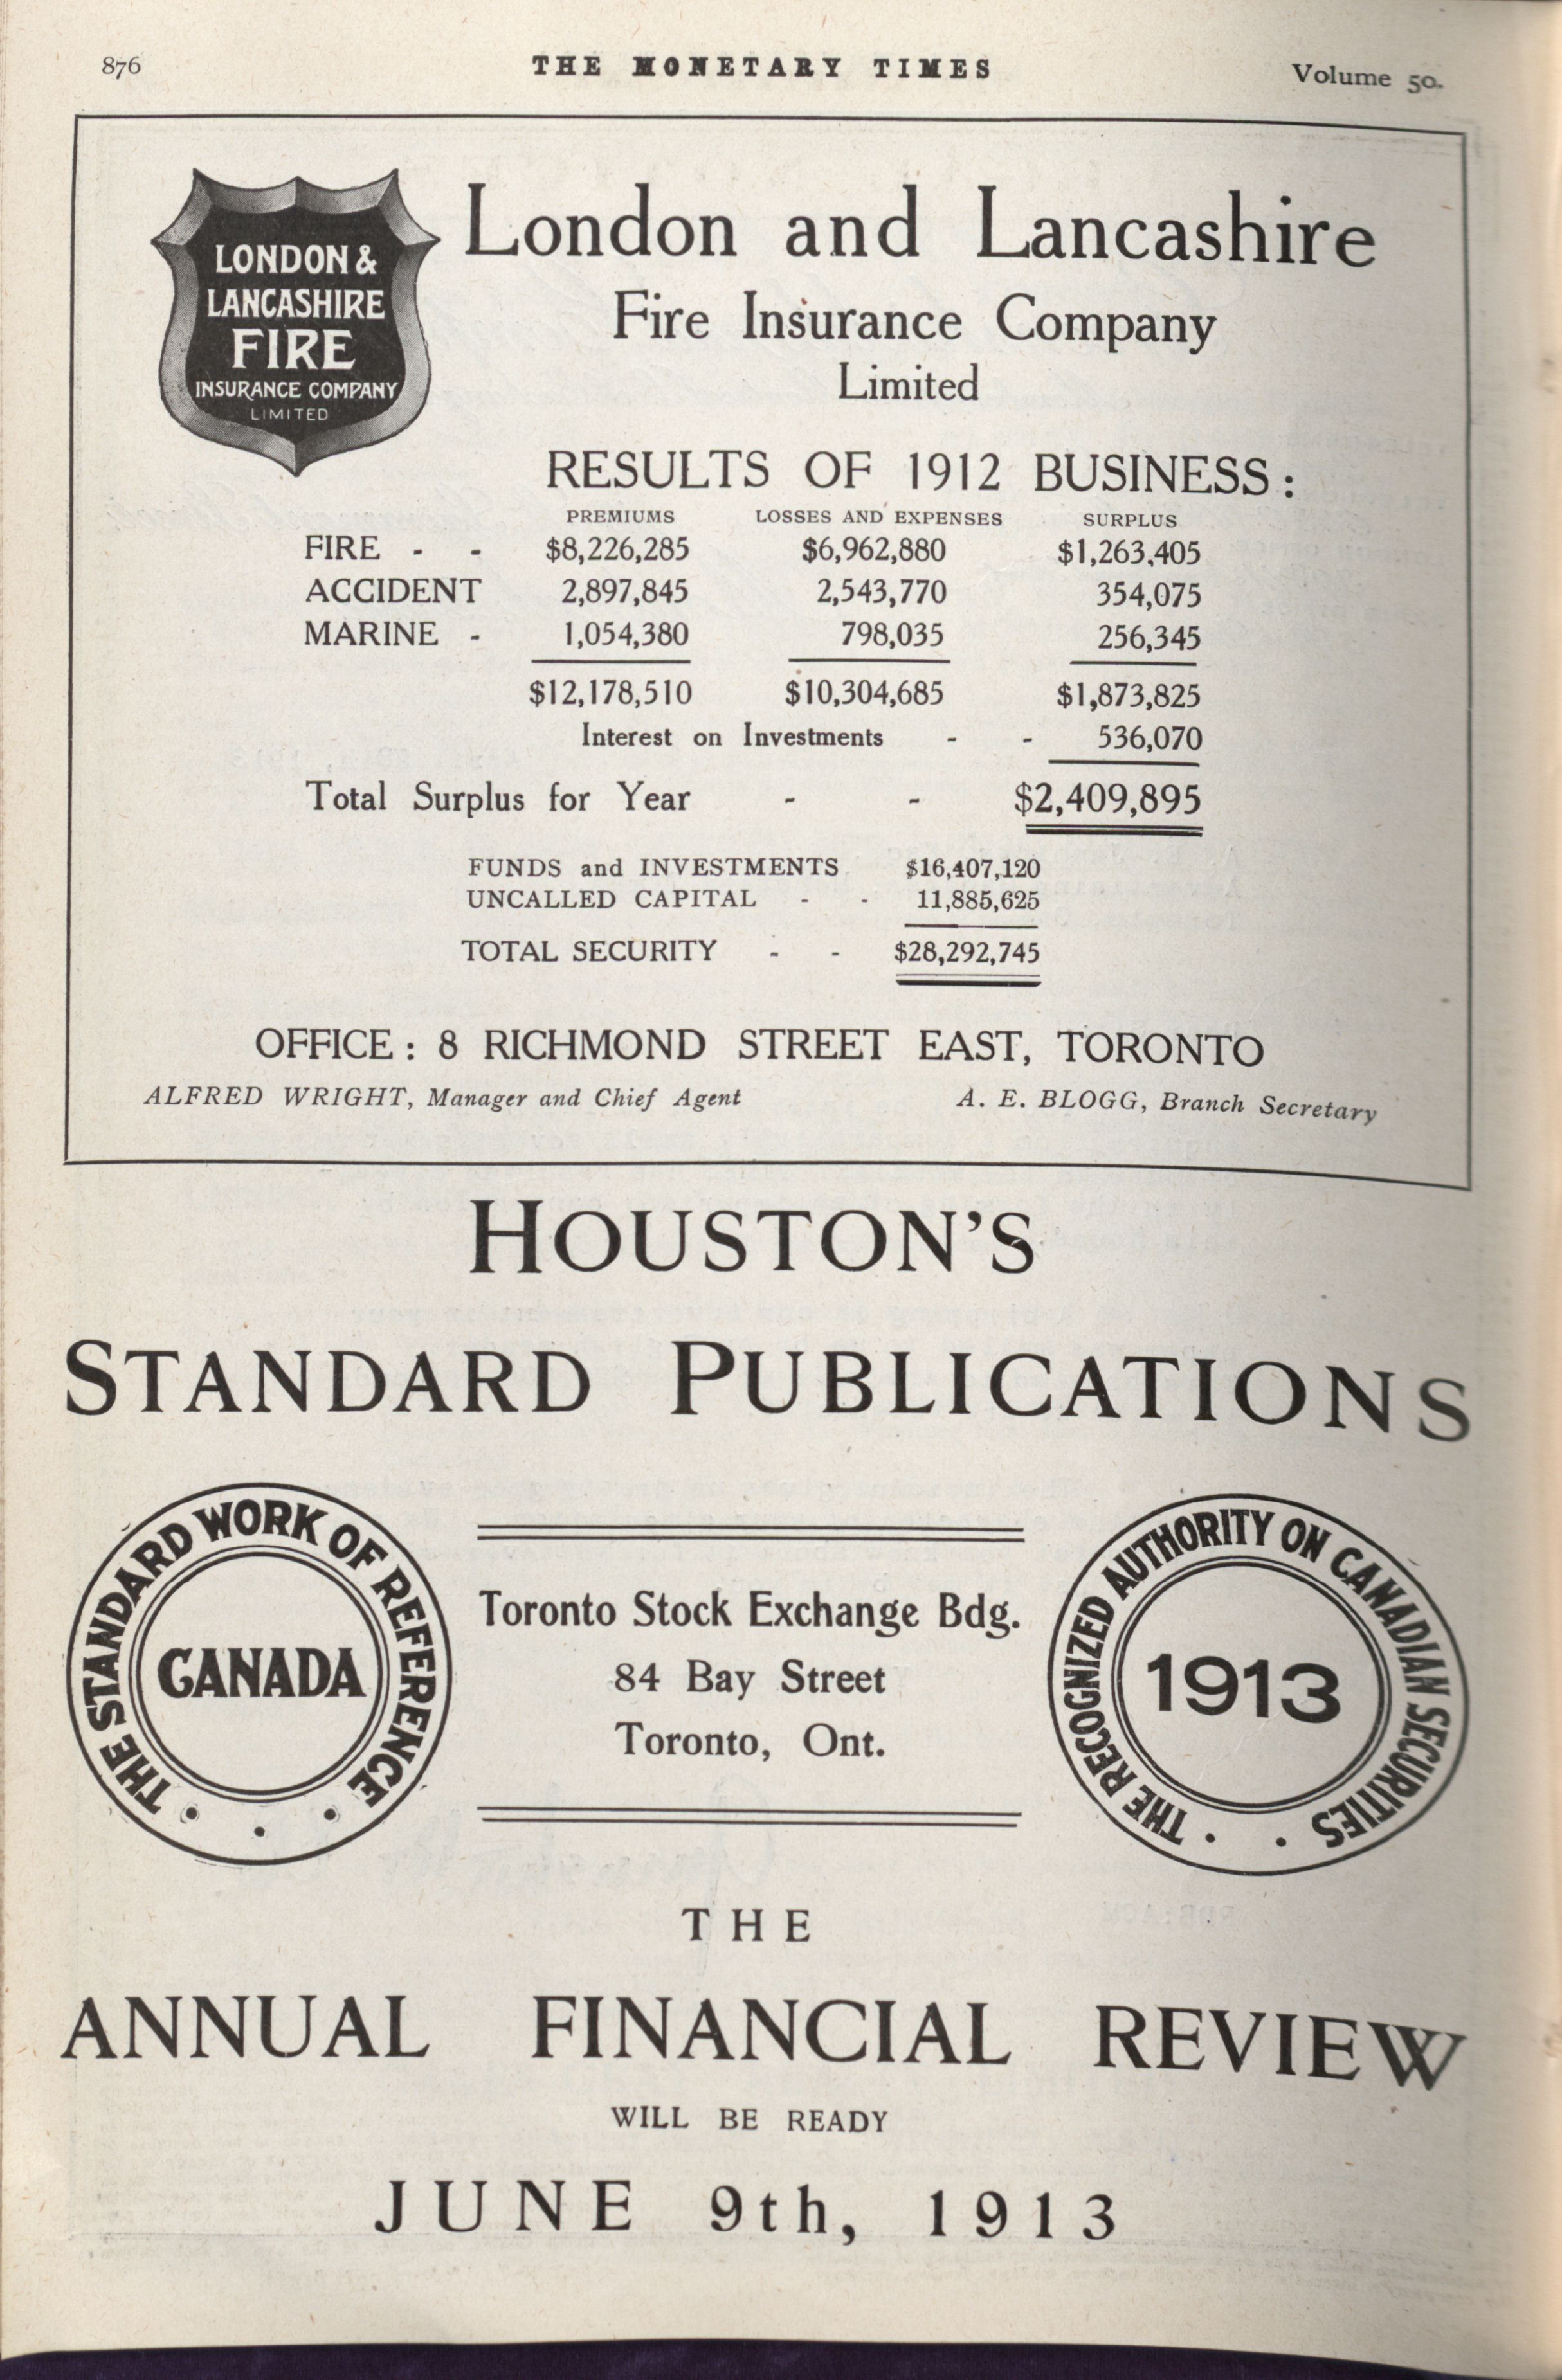 876 THE MONETARY TIMES Volume 50.
LONDON &
LANCASHIRE
FIRE
INSURANCE COMPANY
LIMITED
London and Lancashire
Fire Insurance Company
Limited
RESULTS OF 1912 BUSINESS:
PREMIUMS LOSSES AND EXPENSES SURPLUS
FIRE - - $8,226,285 $6,962,880 $1,263,405
ACCIDENT 2,897,845 2,543,770 354,075
MARINE - 1,054,380 798,035 256,345
$12,178,510 $10,304,685 $1,873,825
Interest on Investments - - 536,070
Total Surplus for Year - - $2,409,895
FUNDS and INVESTMENTS $16,407,120
UNCALLED CAPITAL - - 11,885,625
TOTAL SECURITY - - $28,292,745
OFFICE: 8 RICHMOND STREET EAST, TORONTO
ALFRED WRIGHT, Manager and Chief Agent A. E. BLOGG, Branch Secretary
HOUSTON'S
STANDARD PUBLICATIONS
THE STANDARD WORK OF REFERENCE
CANADA
Toronto Stock Exchange Bdg.
84 Bay Street
Toronto, Ont.
THE RECOGNIZED AUTHORITY ON CANADIAN SECURITIES
1913
THE
ANNUAL FINANCIAL REVIEW
WILL BE READY
JUNE 9th, 1913